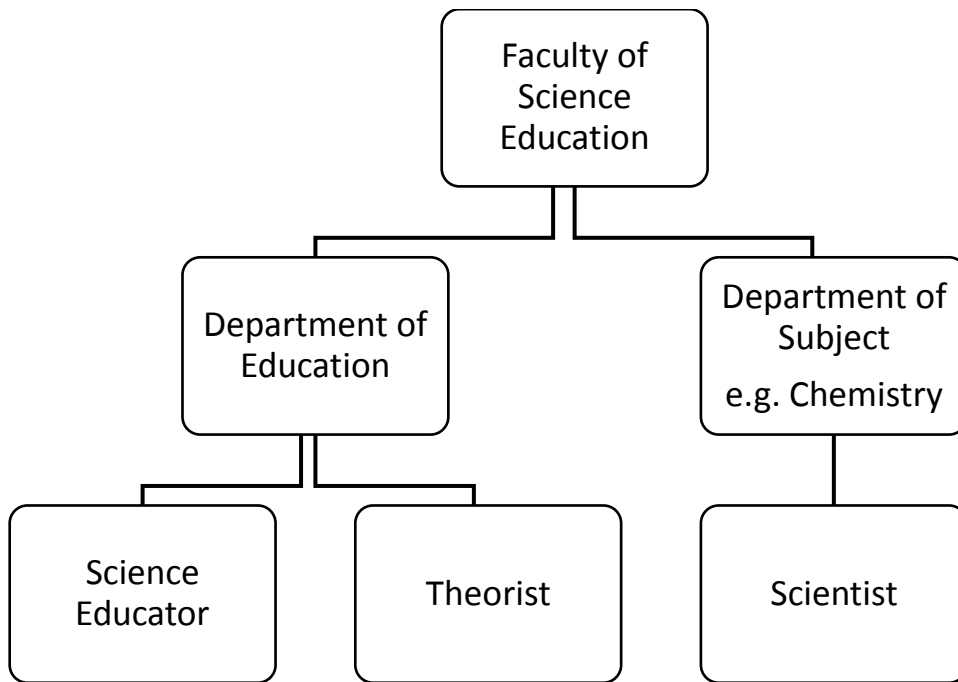 Faculty of
Science
Education
Department of
Education
Department of
Subject
e.g. Chemistry
Science
Educator
Theorist
Scientist